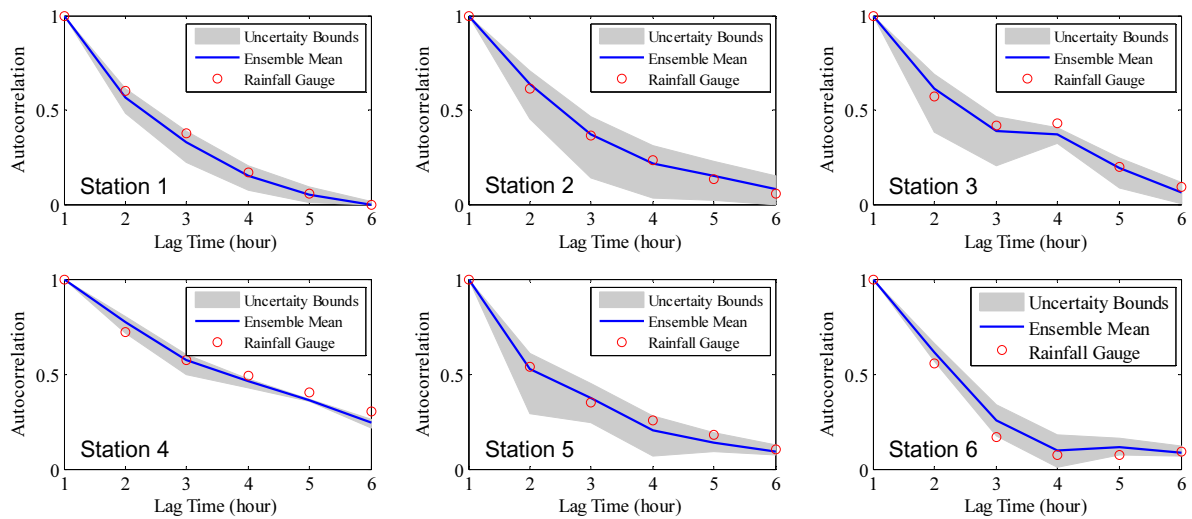 1
0.5
0
Autocorrelation
Uncertaity Bounds
Ensemble Mean
Rainfall Gauge
Station 1
1 2 3 4 5 6
Lag Time (hour)
1
0.5
0
Autocorrelation
Uncertaity Bounds
Ensemble Mean
Rainfall Gauge
Station 2
1 2 3 4 5 6
Lag Time (hour)
1
0.5
0
Autocorrelation
Uncertaity Bounds
Ensemble Mean
Rainfall Gauge
Station 3
1 2 3 4 5 6
Lag Time (hour)
1
0.5
0
Autocorrelation
Uncertaity Bounds
Ensemble Mean
Rainfall Gauge
Station 4
1 2 3 4 5 6
Lag Time (hour)
1
0.5
0
Autocorrelation
Uncertaity Bounds
Ensemble Mean
Rainfall Gauge
Station 5
1 2 3 4 5 6
Lag Time (hour)
1
0.5
0
Autocorrelation
Uncertaity Bounds
Ensemble Mean
Rainfall Gauge
Station 6
1 2 3 4 5 6
Lag Time (hour)